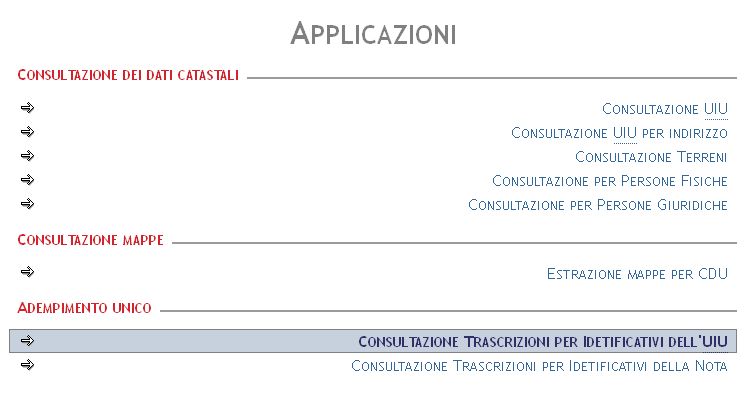 Applicazioni
Consultazione dei dati catastali
Consultazione UIU
Consultazione UIU per indirizzo
Consultazione Terreni
Consultazione per Persone Fisiche
Consultazione per Persone Giuridiche
Consultazione mappe
Estrazione mappe per CDU
Adempimento unico
Consultazione Trascrizioni per Idetificativi dell'UIU
Consultazione Trascrizioni per Idetificativi della Nota